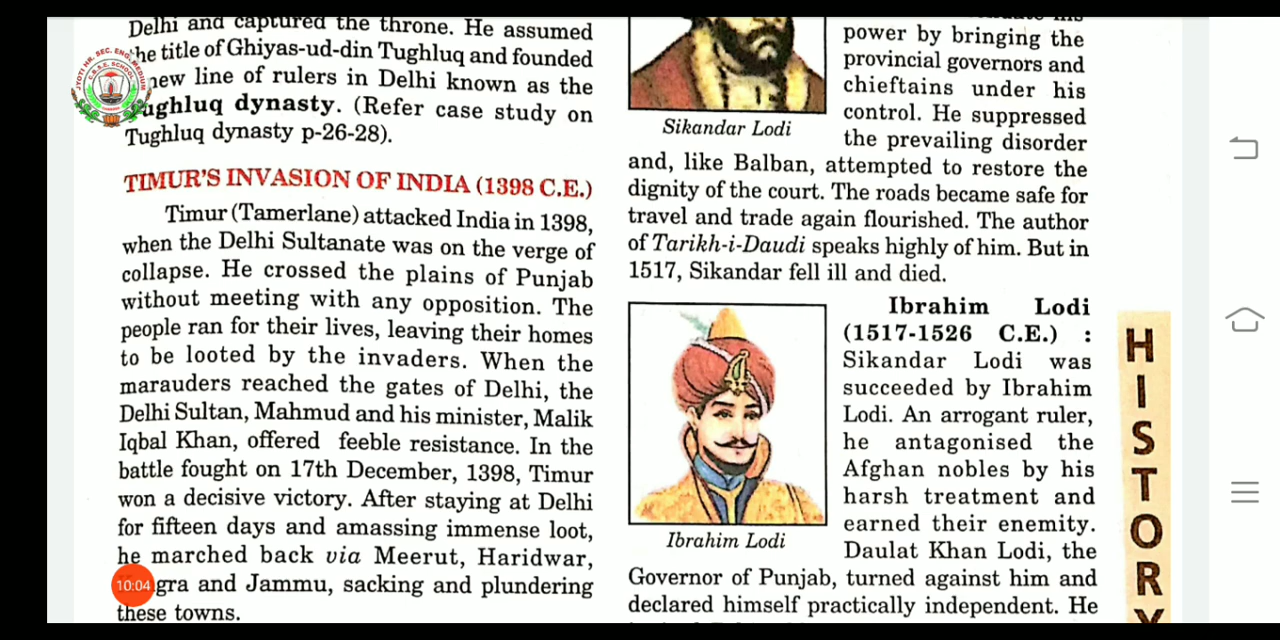 Delhi and captured the throne. He assumed
he title of Ghiyas-ud-din Tughluq and founded
new line of rulers in Delhi known as the
ughluq dynasty. (Refer case study on
Tughluq dynasty p-26-28).
TIMUR'S INVASION OF INDIA (1398 C.E.)
Timur (Tamerlane) attacked India in 1398,
when the Delhi Sultanate was on the verge of
collapse. He crossed the plains of Punjab
without meeting with any opposition. The
people ran for their lives, leaving their homes
to be looted by the invaders. When the
marauders reached the gates of Delhi, the
Delhi Sultan, Mahmud and his minister, Malik
Iqbal Khan, offered feeble resistance. In the
battle fought on 17th December, 1398, Timur
won a decisive victory. After staying at Delhi
for fifteen days and amassing immense loot,
he marched back via Meerut, Haridwar,
gra and Jammu, sacking and plundering
these towns.
10:04
JYOTI HR. SEC. ENG. MEDIUM
C.B.S.E. SCHOOL
Sikandar Lodi
power by bringing the
provincial governors and
chieftains under his
control. He suppressed
the prevailing disorder
and, like Balban, attempted to restore the
dignity of the court. The roads became safe for
travel and trade again flourished. The author
of Tarikh-i-Daudi speaks highly of him. But in
1517, Sikandar fell ill and died.
Ibrahim Lodi
(1517-1526 C.E.) :
Sikandar Lodi was
succeeded by Ibrahim
Lodi. An arrogant ruler,
he antagonised the
Afghan nobles by his
harsh treatment and
earned their enemity.
Ibrahim Lodi
Daulat Khan Lodi, the
Governor of Punjab, turned against him and
declared himself practically independent. He
HISTORY